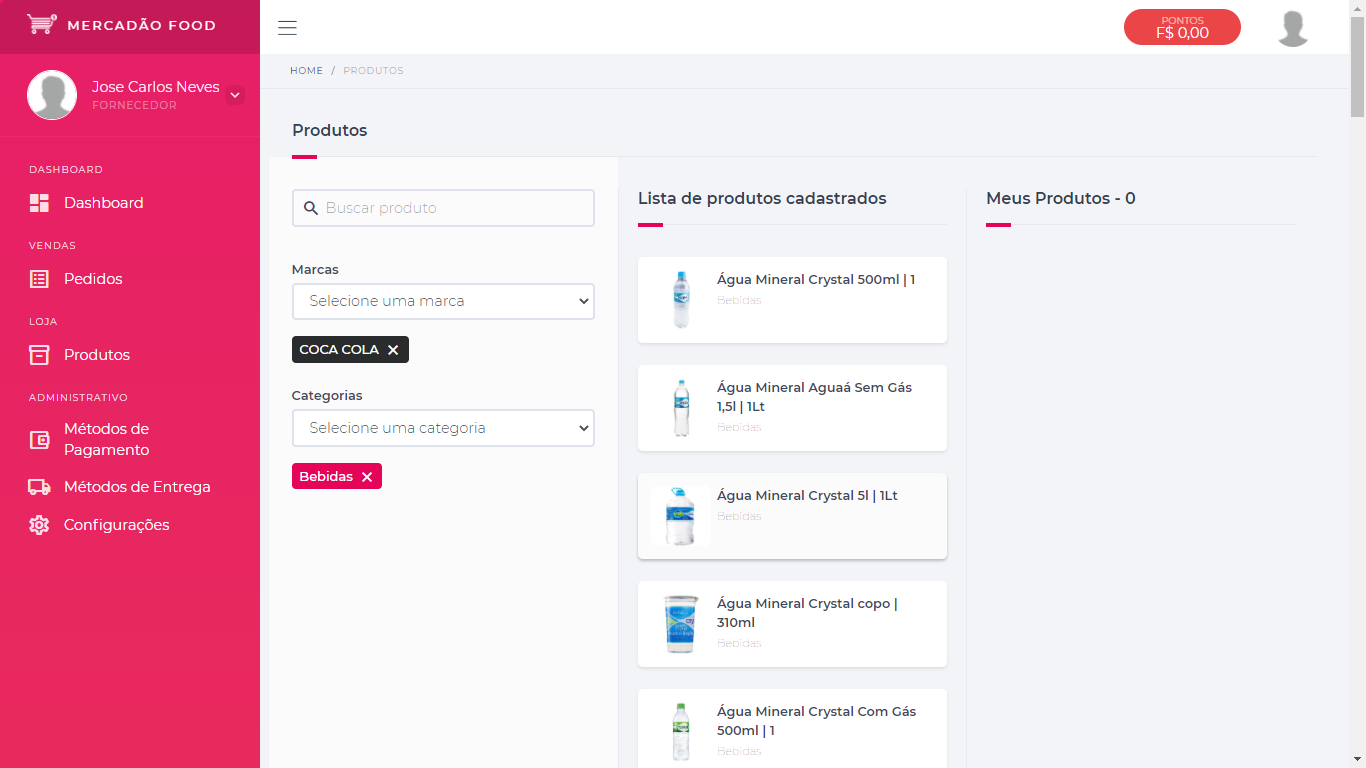 MERCADÃO FOOD
Jose Carlos Neves
FORNECEDOR
DASHBOARD
Dashboard
VENDAS
Pedidos
LOJA
Produtos
ADMINISTRATIVO
Métodos de
Pagamento
Métodos de Entrega
Configurações
PONTOS
F$ 0,00
HOME / PRODUTOS
Produtos
Buscar produto
Marcas
Selecione uma marca
COCA COLA
Categorias
Selecione uma categoria
Bebidas
Lista de produtos cadastrados
Água Mineral Crystal 500ml | 1
Bebidas
Água Mineral Aguaá Sem Gás
1,5l | 1Lt
Bebidas
Água Mineral Crystal 5l | 1Lt
Bebidas
Água Mineral Crystal copo |
310ml
Bebidas
Água Mineral Crystal Com Gás
500ml | 1
Bebidas
Meus Produtos - 0